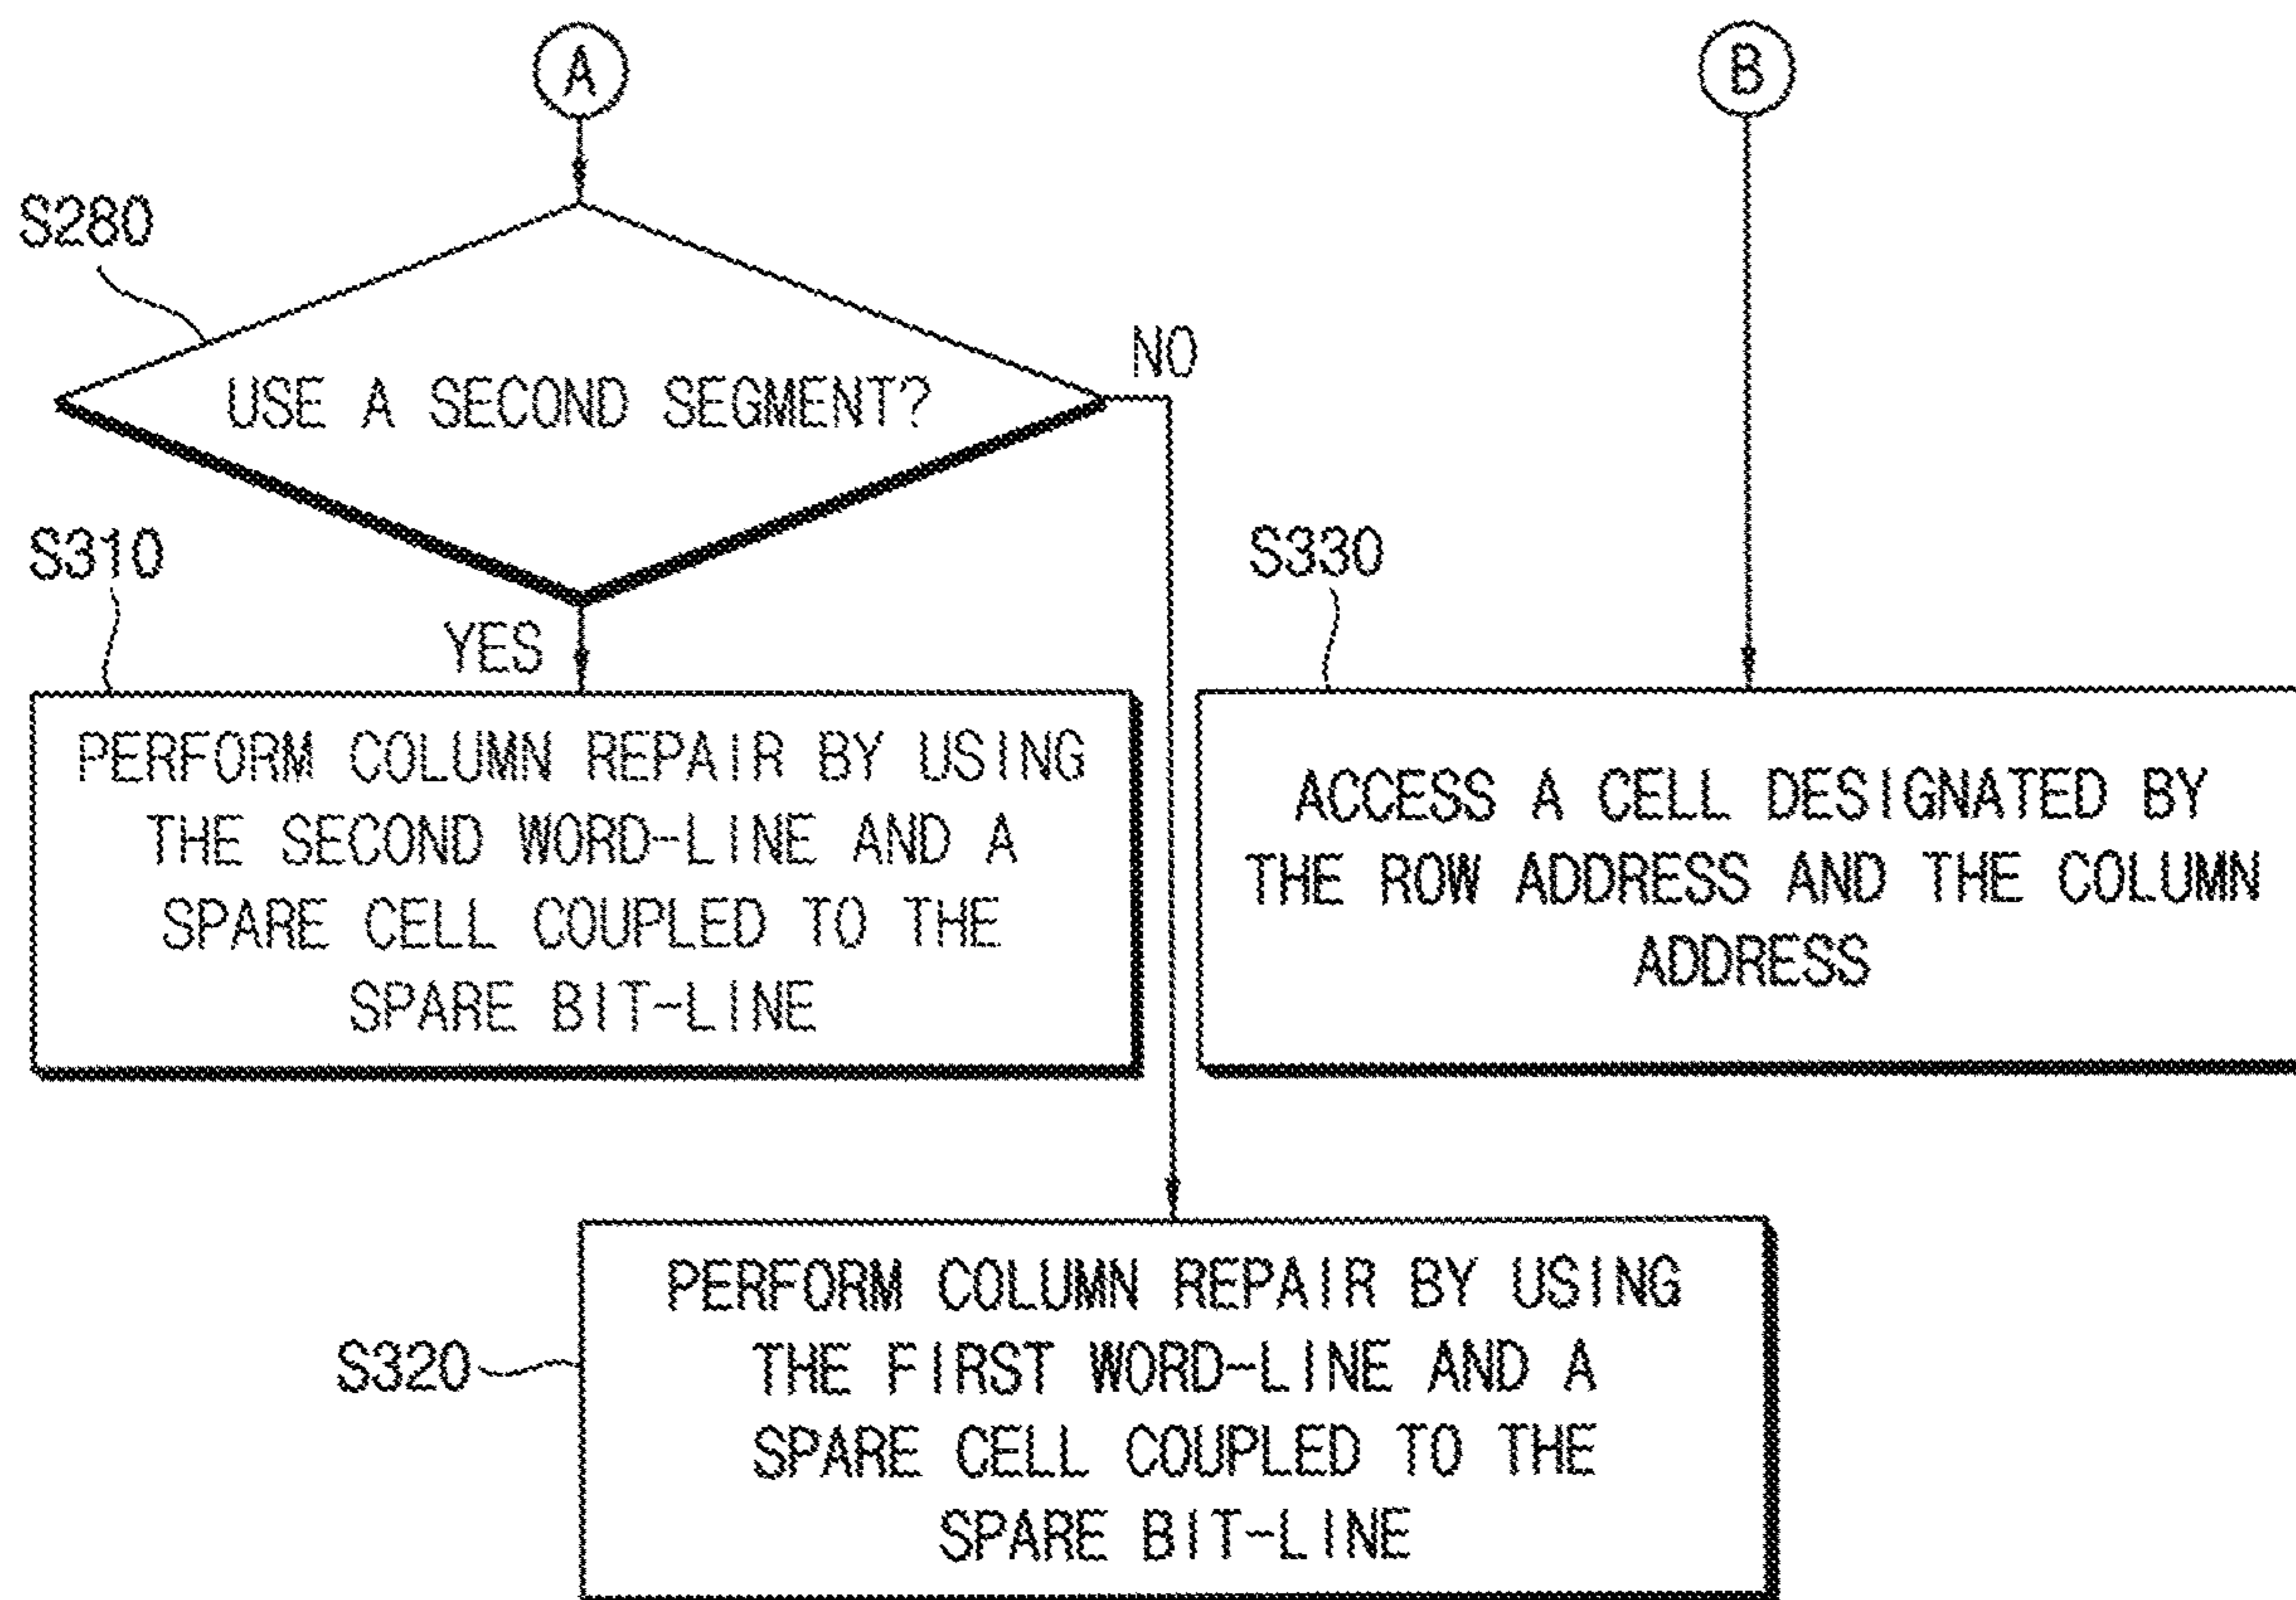 A
B
S280
NO
USE A SECOND SEGMENT?
S310
S330
YES
PERFORM COLUMN REPAIR BY USING
THE SECOND WORD-LINE AND A
SPARE CELL COUPLED TO THE
SPARE BIT-LINE
ACCESS A CELL DESIGNATED BY
THE ROW ADDRESS AND THE COLUMN
ADDRESS
S320
PERFORM COLUMN REPAIR BY USING
THE FIRST WORD-LINE AND A
SPARE CELL COUPLED TO THE
SPARE BIT-LINE